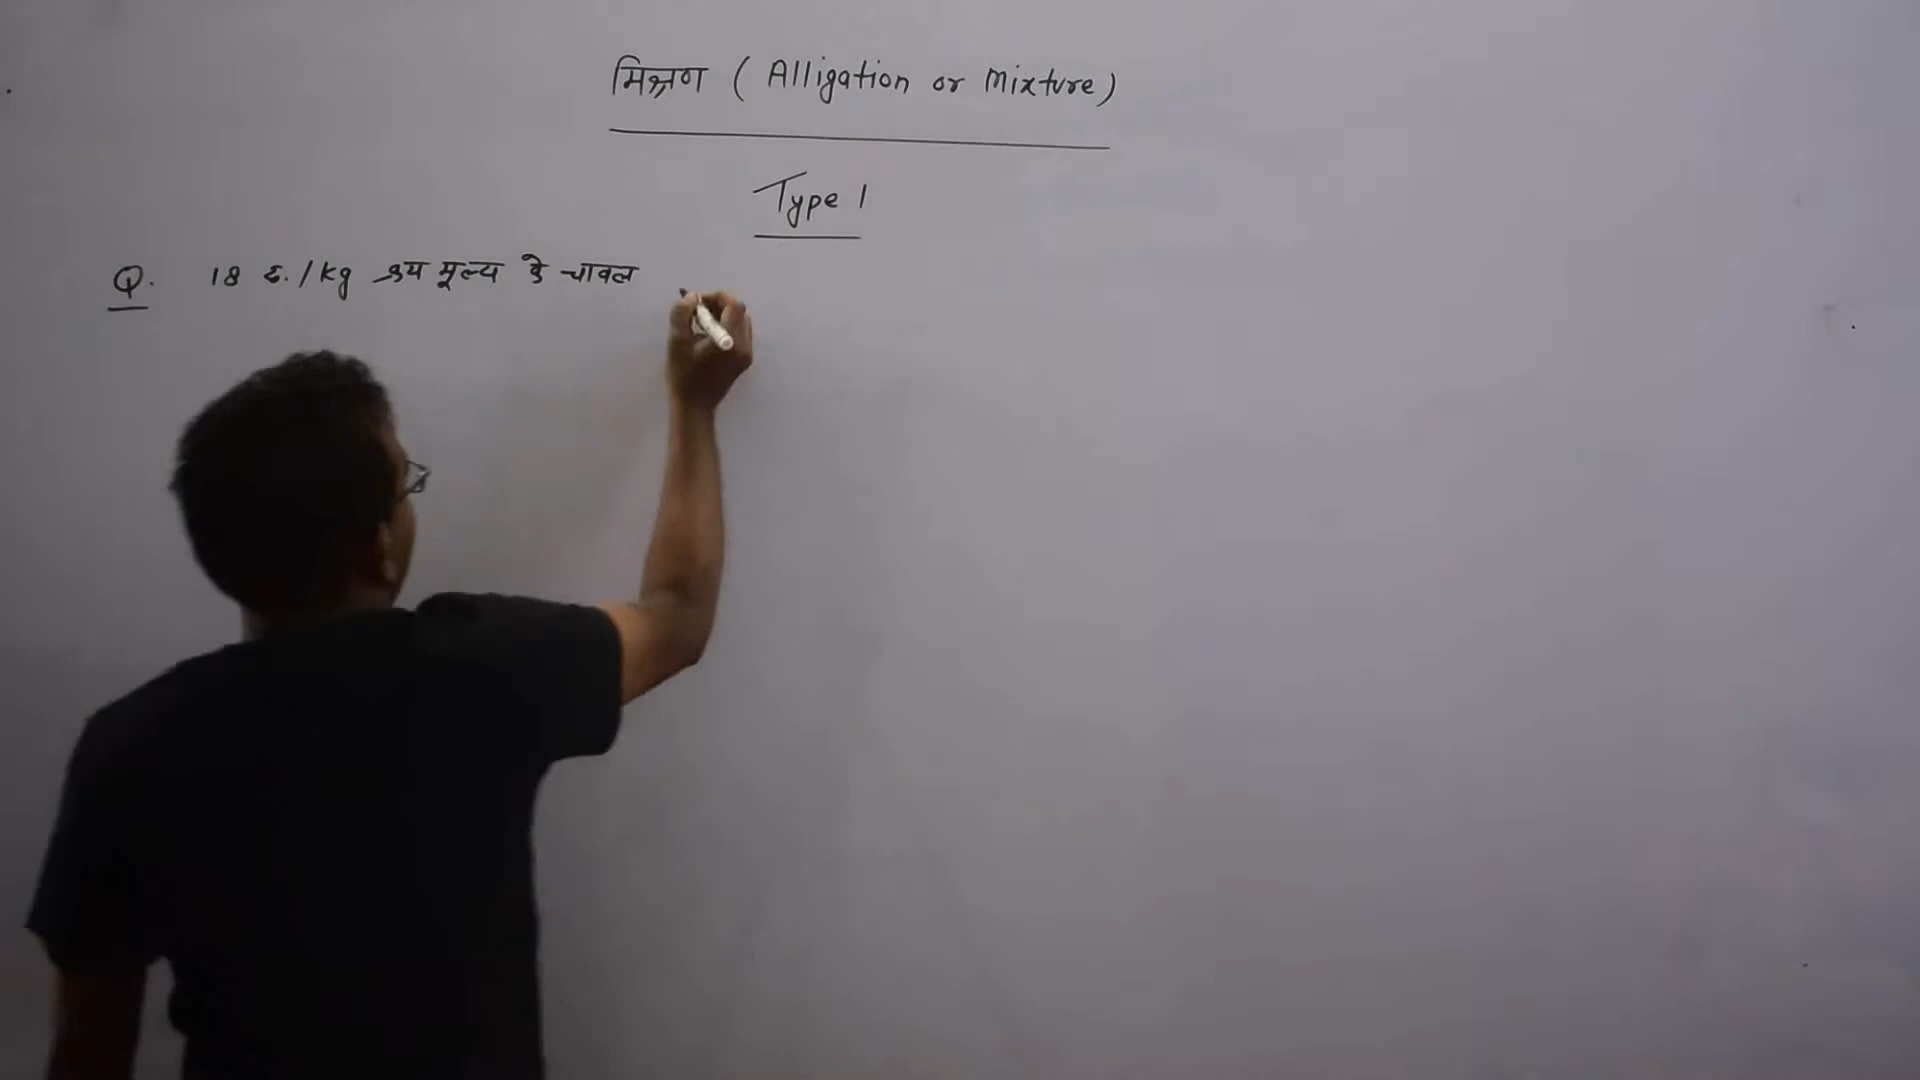 मिश्रण ( Alligation or Mixture )
Type 1
Q. 18 रु. /kg क्रय मूल्य के चावल